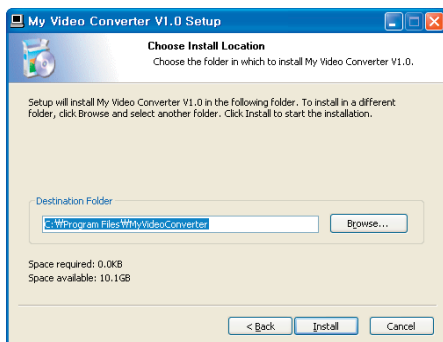 My Video Converter V1.0 Setup
Choose Install Location
Choose the folder in which to install My Video Converter V1.0.
Setup will install My Video Converter V1.0 in the following folder. To install in a different
folder, click Browse and select another folder. Click Install to start the installation.
Destination Folder
C:₩Program Files₩MyVideoConverter
Browse...
Space required: 0.0KB
Space available: 10.1GB
< Back
Install
Cancel